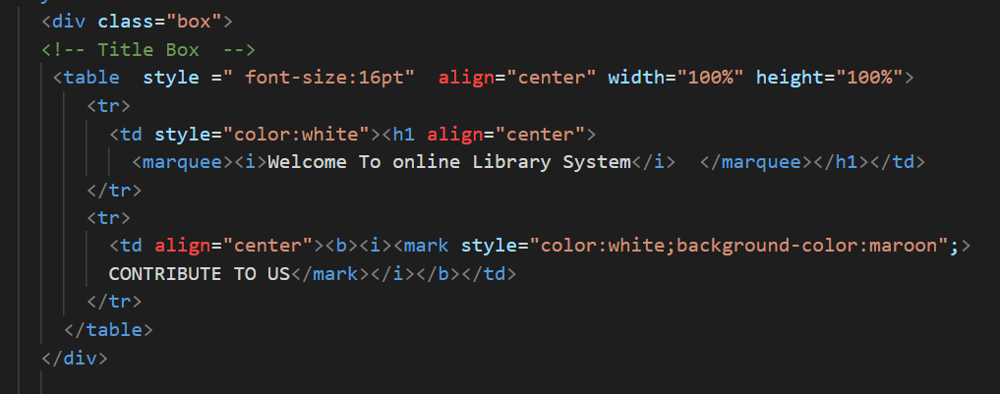 <div class="box">
<!-- Title Box  -->
<table  style =" font-size:16pt"  align="center" width="100%" height="100%">
<tr>
<td style="color:white"><h1 align="center">
<marquee><i>Welcome To online Library System</i>  </marquee></h1></td>
</tr>
<tr>
<td align="center"><b><i><mark style="color:white;background-color:maroon";>
CONTRIBUTE TO US</mark></i></b></td>
</tr>
</table>
</div>